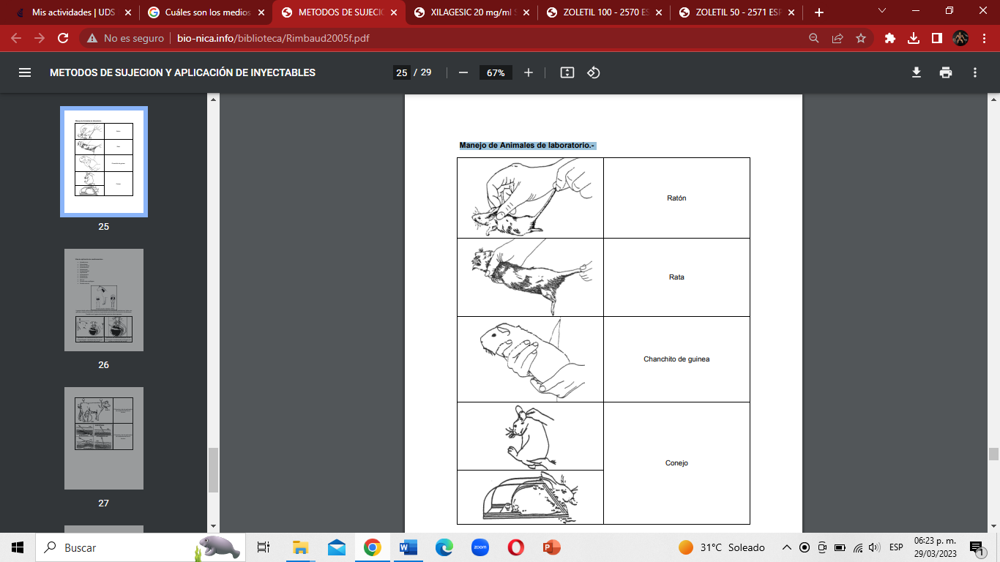 Mis actividades | UDS
Cuáles son los medios
METODOS DE SUJECIO
XILAGESIC 20 mg/ml S
ZOLETIL 100 - 2570 ES
ZOLETIL 50 - 2571 ESP
No es seguro
bio-nica.info/biblioteca/Rimbaud2005f.pdf
METODOS DE SUJECION Y APLICACIÓN DE INYECTABLES
25 / 29
67%
25
26
27
Manejo de Animales de laboratorio.-
Ratón
Rata
Chanchito de guinea
Conejo
Buscar
zoom
31°C Soleado
ESP
06:23 p. m.
29/03/2023
1